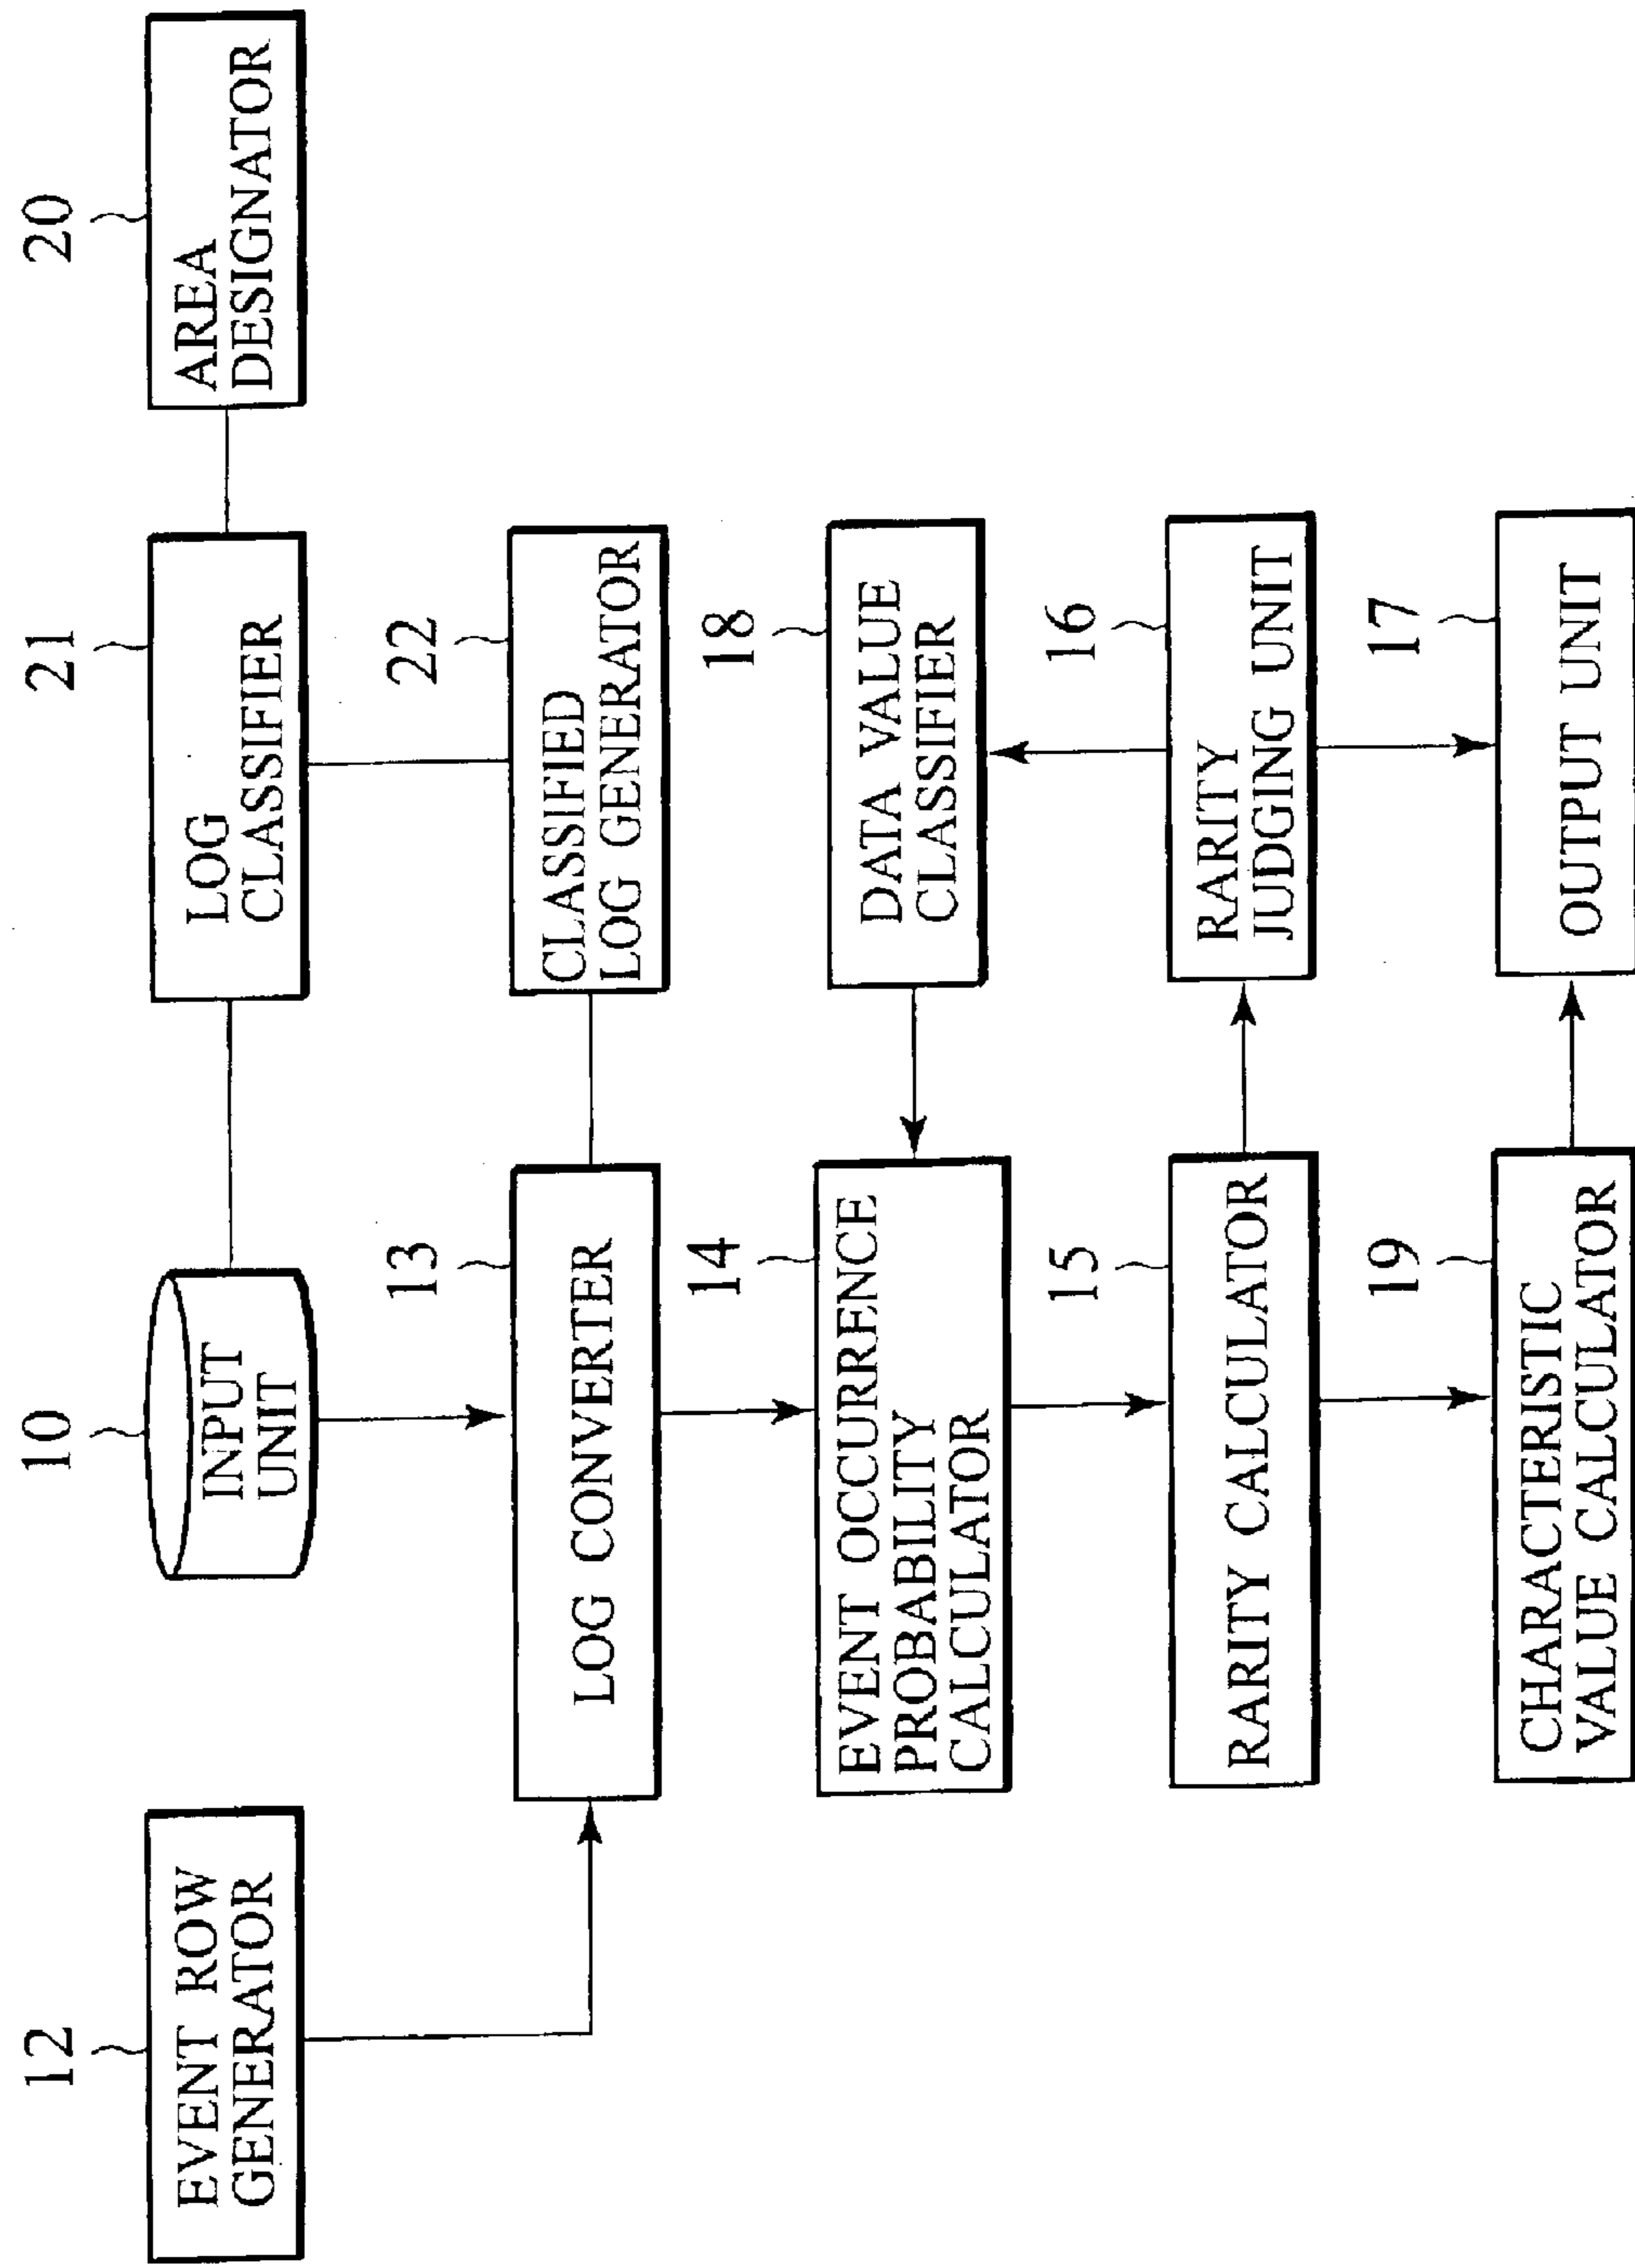 12
10
21
20
EVENT ROW
GENERATOR
INPUT
UNIT
LOG
CLASSIFIER
AREA
DESIGNATOR
13
22
LOG CONVERTER
CLASSIFIED
LOG GENERATOR
14
18
EVENT OCCURRENCE
PROBABILITY
CALCULATOR
DATA VALUE
CLASSIFIER
15
16
RARITY CALCULATOR
RARITY
JUDGING UNIT
19
17
CHARACTERISTIC
VALUE CALCULATOR
OUTPUT UNIT